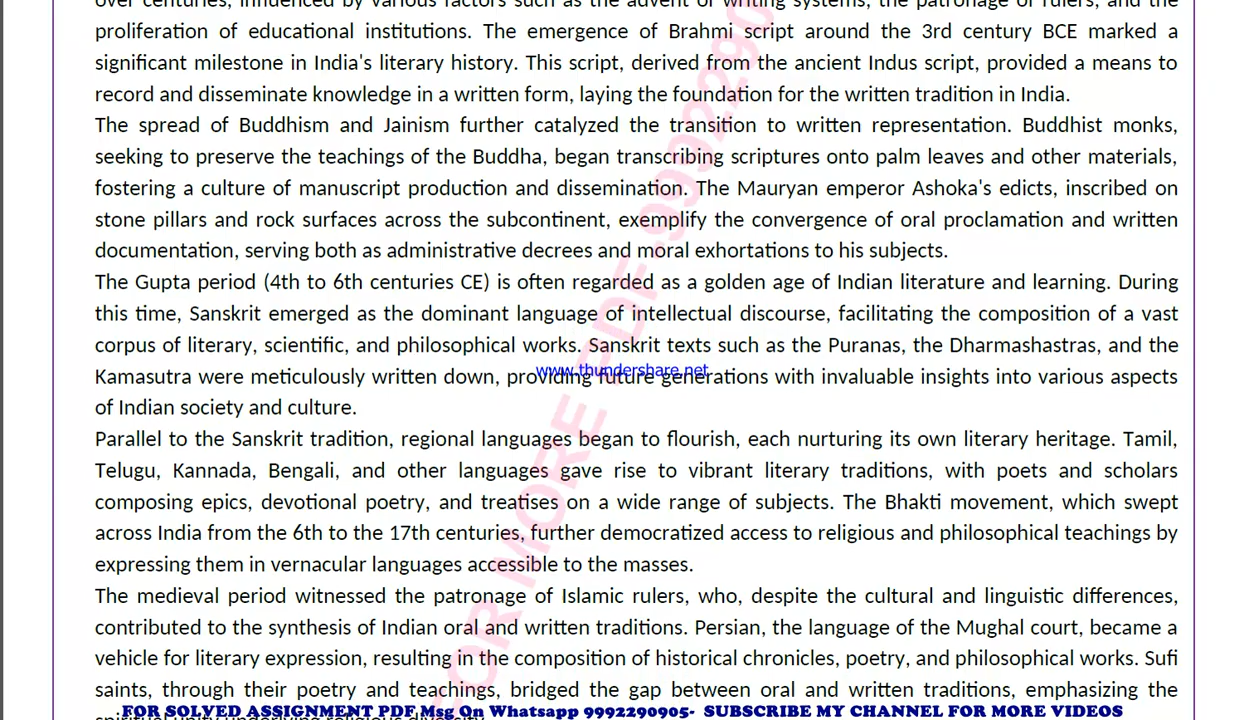 over centuries, influenced by various factors such as the advent of writing systems, the patronage of rulers, and the
proliferation of educational institutions. The emergence of Brahmi script around the 3rd century BCE marked a
significant milestone in India's literary history. This script, derived from the ancient Indus script, provided a means to
record and disseminate knowledge in a written form, laying the foundation for the written tradition in India.
The spread of Buddhism and Jainism further catalyzed the transition to written representation. Buddhist monks,
seeking to preserve the teachings of the Buddha, began transcribing scriptures onto palm leaves and other materials,
fostering a culture of manuscript production and dissemination. The Mauryan emperor Ashoka's edicts, inscribed on
stone pillars and rock surfaces across the subcontinent, exemplify the convergence of oral proclamation and written
documentation, serving both as administrative decrees and moral exhortations to his subjects.
The Gupta period (4th to 6th centuries CE) is often regarded as a golden age of Indian literature and learning. During
this time, Sanskrit emerged as the dominant language of intellectual discourse, facilitating the composition of a vast
corpus of literary, scientific, and philosophical works. Sanskrit texts such as the Puranas, the Dharmashastras, and the
www.thundershare.net
Kamasutra were meticulously written down, providing future generations with invaluable insights into various aspects
of Indian society and culture.
Parallel to the Sanskrit tradition, regional languages began to flourish, each nurturing its own literary heritage. Tamil,
Telugu, Kannada, Bengali, and other languages gave rise to vibrant literary traditions, with poets and scholars
composing epics, devotional poetry, and treatises on a wide range of subjects. The Bhakti movement, which swept
across India from the 6th to the 17th centuries, further democratized access to religious and philosophical teachings by
expressing them in vernacular languages accessible to the masses.
The medieval period witnessed the patronage of Islamic rulers, who, despite the cultural and linguistic differences,
contributed to the synthesis of Indian oral and written traditions. Persian, the language of the Mughal court, became a
vehicle for literary expression, resulting in the composition of historical chronicles, poetry, and philosophical works. Sufi
saints, through their poetry and teachings, bridged the gap between oral and written traditions, emphasizing the
spiritual unity underlying religious diversity.
FOR SOLVED ASSIGNMENT PDF Msg On Whatsapp 9992290905- SUBSCRIBE MY CHANNEL FOR MORE VIDEOS
FOR MORE PDF-9992290